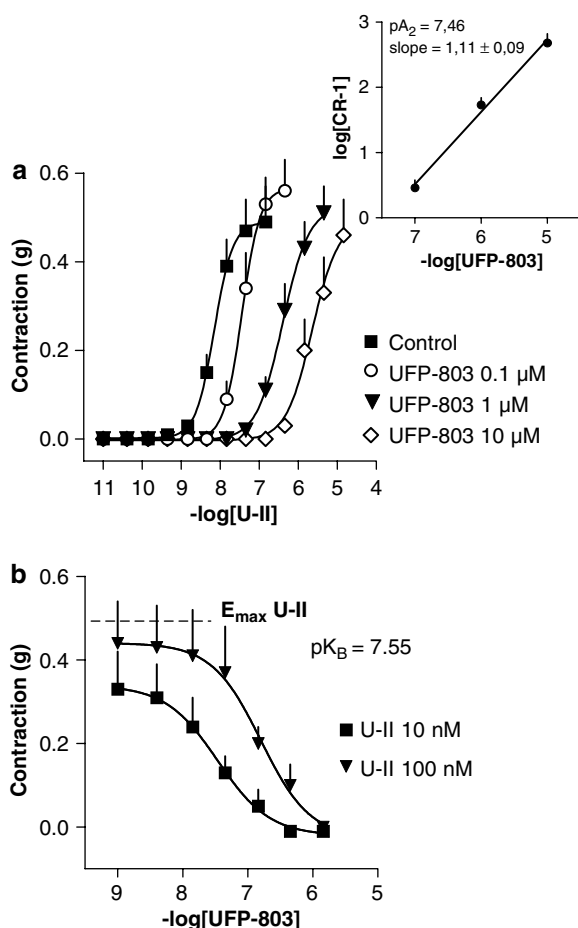 pA2 = 7,46
slope = 1,11 ± 0,09
log[CR-1]
3
2
1
0
7 6 5
-log[UFP-803]
a
Contraction (g)
0.6
0.4
0.2
0.0
11 10 9 8 7 6 5 4
-log[U-II]
Control
UFP-803 0.1 µM
UFP-803 1 µM
UFP-803 10 µM
b
Contraction (g)
0.6
0.4
0.2
0.0
Emax U-II
pKB = 7.55
U-II 10 nM
U-II 100 nM
9 8 7 6 5
-log[UFP-803]